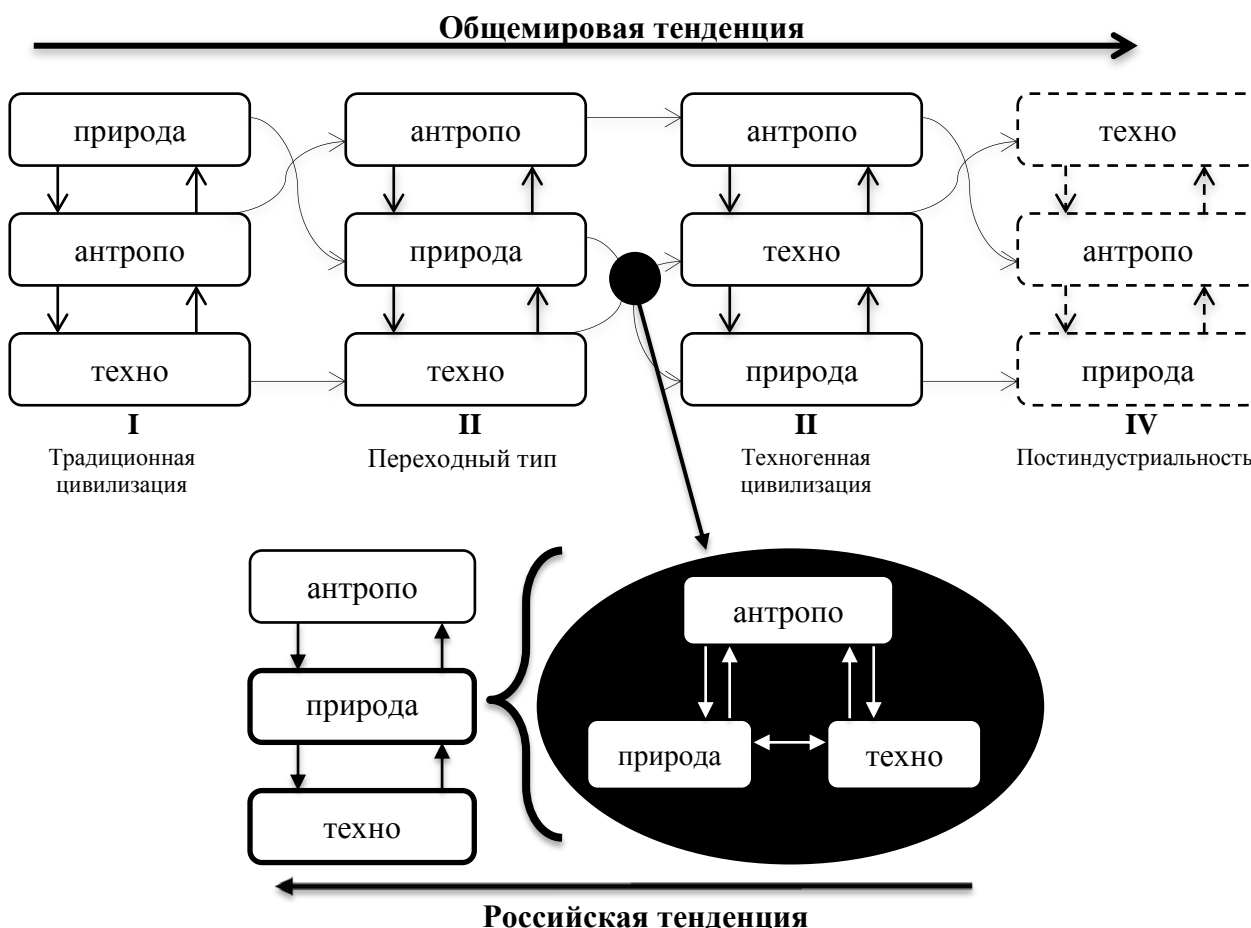 Общемировая тенденция
природа
антропо
антропо
техно
антропо
природа
техно
антропо
техно
техно
природа
природа
I
II
II
IV
Традиционная
цивилизация
Переходный тип
Техногенная
цивилизация
Постиндустриальность
антропо
природа
техно
антропо
природа
техно
Российская тенденция